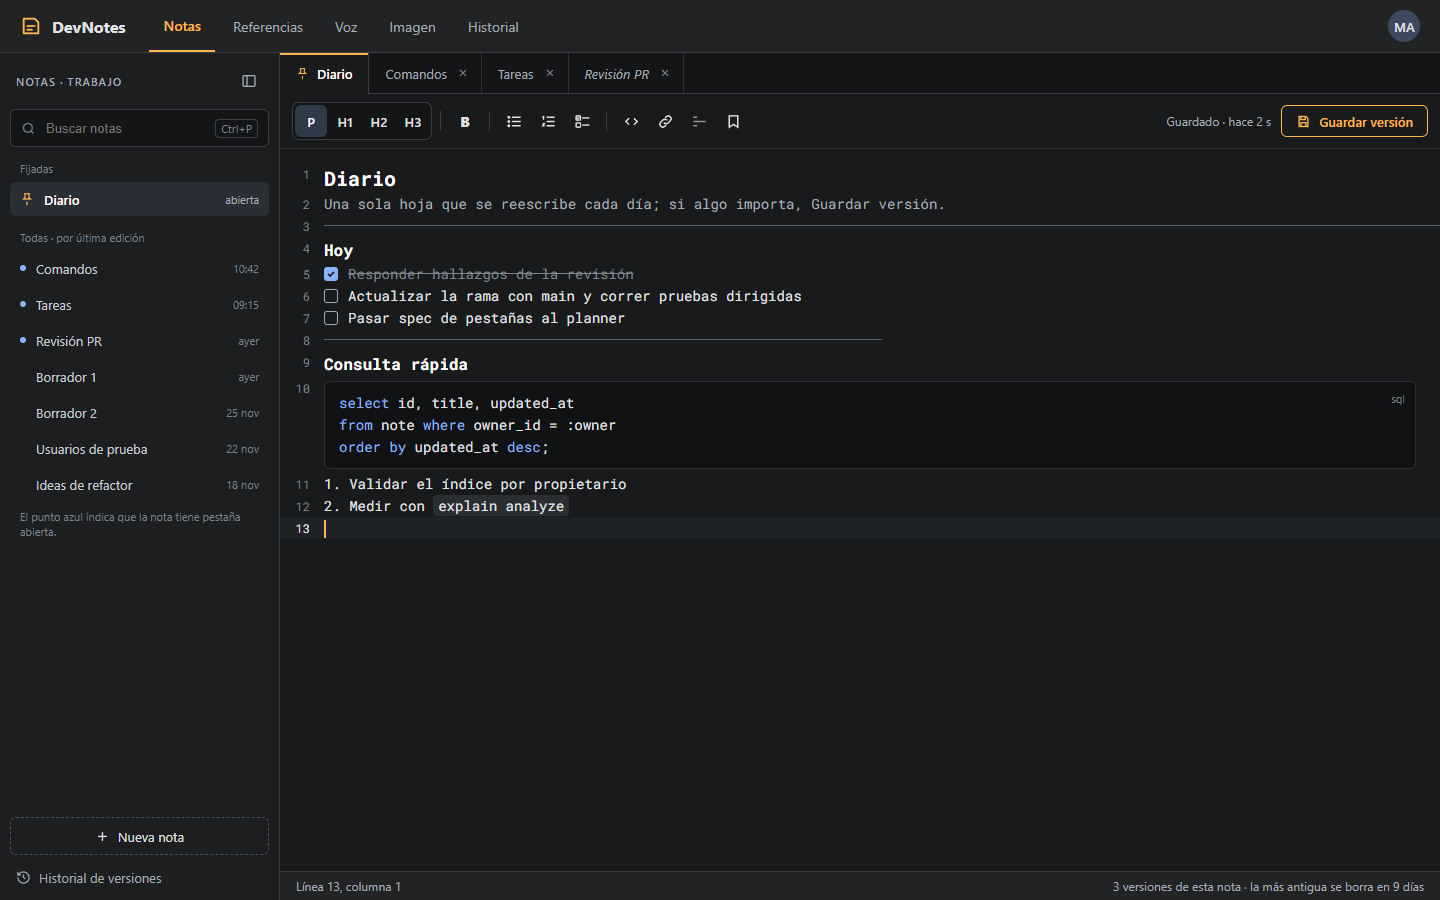 DevNotes
Notas
Referencias
Voz
Imagen
Historial
MA
NOTAS · TRABAJO
Buscar notas
Ctrl+P
Fijadas
Diario
abierta
Todas · por última edición
Comandos
10:42
Tareas
09:15
Revisión PR
ayer
Borrador 1
ayer
Borrador 2
25 nov
Usuarios de prueba
22 nov
Ideas de refactor
18 nov
El punto azul indica que la nota tiene pestaña
abierta.
+ Nueva nota
Historial de versiones
Diario
Comandos ×
Tareas ×
Revisión PR ×
P H1 H2 H3 B
Guardado · hace 2 s
Guardar versión
1 Diario
2 Una sola hoja que se reescribe cada día; si algo importa, Guardar versión.
3
4 Hoy
5 Responder hallazgos de la revisión
6 Actualizar la rama con main y correr pruebas dirigidas
7 Pasar spec de pestañas al planner
8
9 Consulta rápida
10 select id, title, updated_at
sql
from note where owner_id = :owner
order by updated_at desc;
11 1. Validar el índice por propietario
12 2. Medir con explain analyze
13
Línea 13, columna 1
3 versiones de esta nota · la más antigua se borra en 9 días